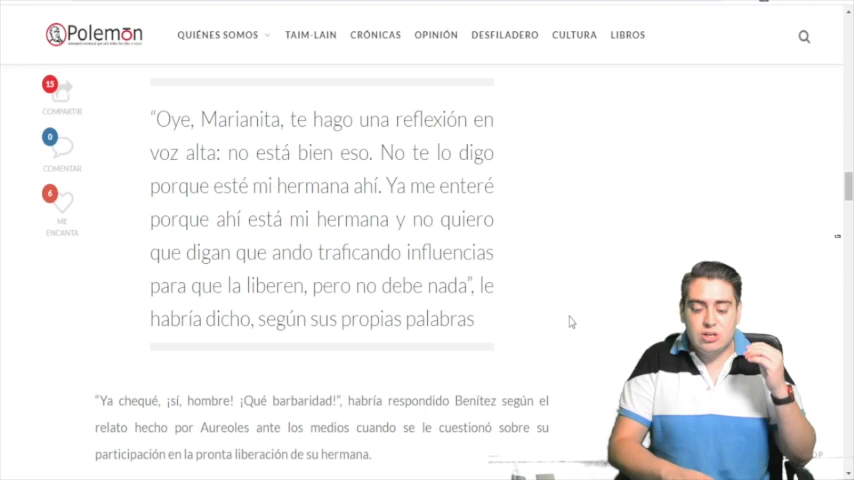 Polemón
QUIÉNES SOMOS
TAIM-LAIN
CRÓNICAS
OPINIÓN
DESFILADERO
CULTURA
LIBROS
15
COMPARTIR
0
COMENTAR
6
ME
ENCANTA
“Oye, Marianita, te hago una reflexión en
voz alta: no está bien eso. No te lo digo
porque esté mi hermana ahí. Ya me enteré
porque ahí está mi hermana y no quiero
que digan que ando traficando influencias
para que la liberen, pero no debe nada”, le
habría dicho, según sus propias palabras
“Ya chequé, ¡sí, hombre! ¡Qué barbaridad!”, habría respondido Benítez según el
relato hecho por Aureoles ante los medios cuando se le cuestionó sobre su
participación en la pronta liberación de su hermana.